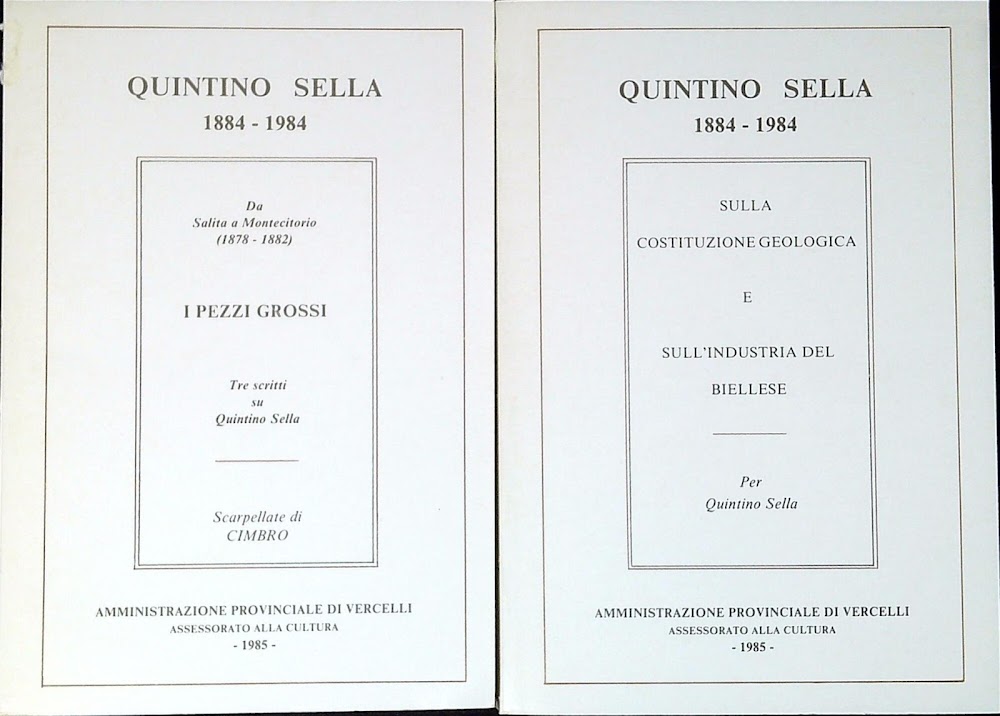 QUINTINO SELLA
1884 - 1984
Da
Salita a Montecitorio
(1878 - 1882)
I PEZZI GROSSI
Tre scritti
su
Quintino Sella
Scarpellate di
CIMBRO
AMMINISTRAZIONE PROVINCIALE DI VERCELLI
ASSESSORATO ALLA CULTURA
- 1985 -
QUINTINO SELLA
1884 - 1984
SULLA
COSTITUZIONE GEOLOGICA
E
SULL'INDUSTRIA DEL
BIELLESE
Per
Quintino Sella
AMMINISTRAZIONE PROVINCIALE DI VERCELLI
ASSESSORATO ALLA CULTURA
- 1985 -